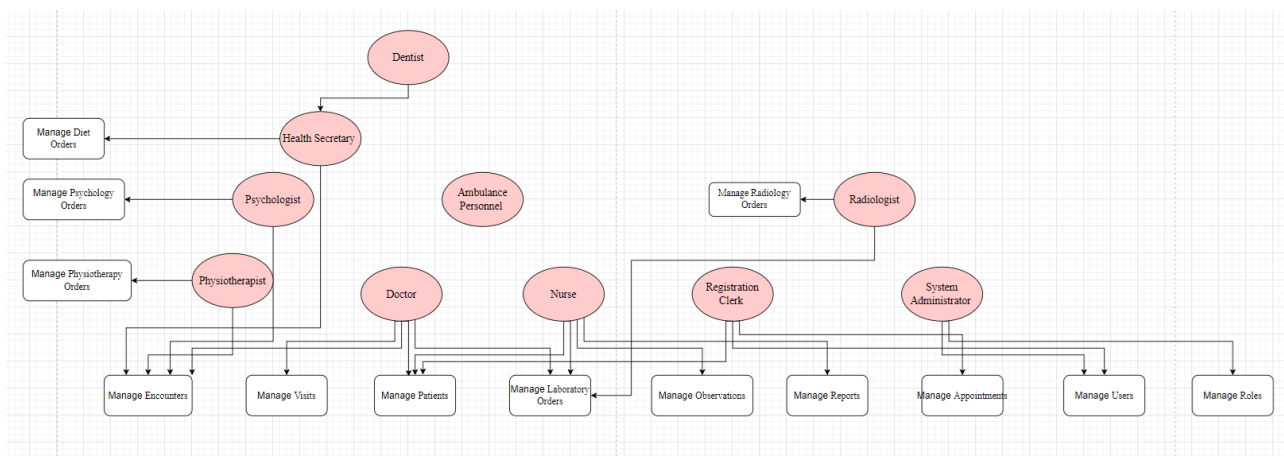 Dentist
Manage Diet
Orders
Health Secretary
Manage Psychology
Orders
Psychologist
Ambulance
Personnel
Manage Radiology
Orders
Radiologist
Manage Physiotherapy
Orders
Physiotherapist
Doctor
Nurse
Registration
Clerk
System
Administrator
Manage Encounters
Manage Visits
Manage Patients
Manage Laboratory
Orders
Manage Observations
Manage Reports
Manage Appointments
Manage Users
Manage Roles